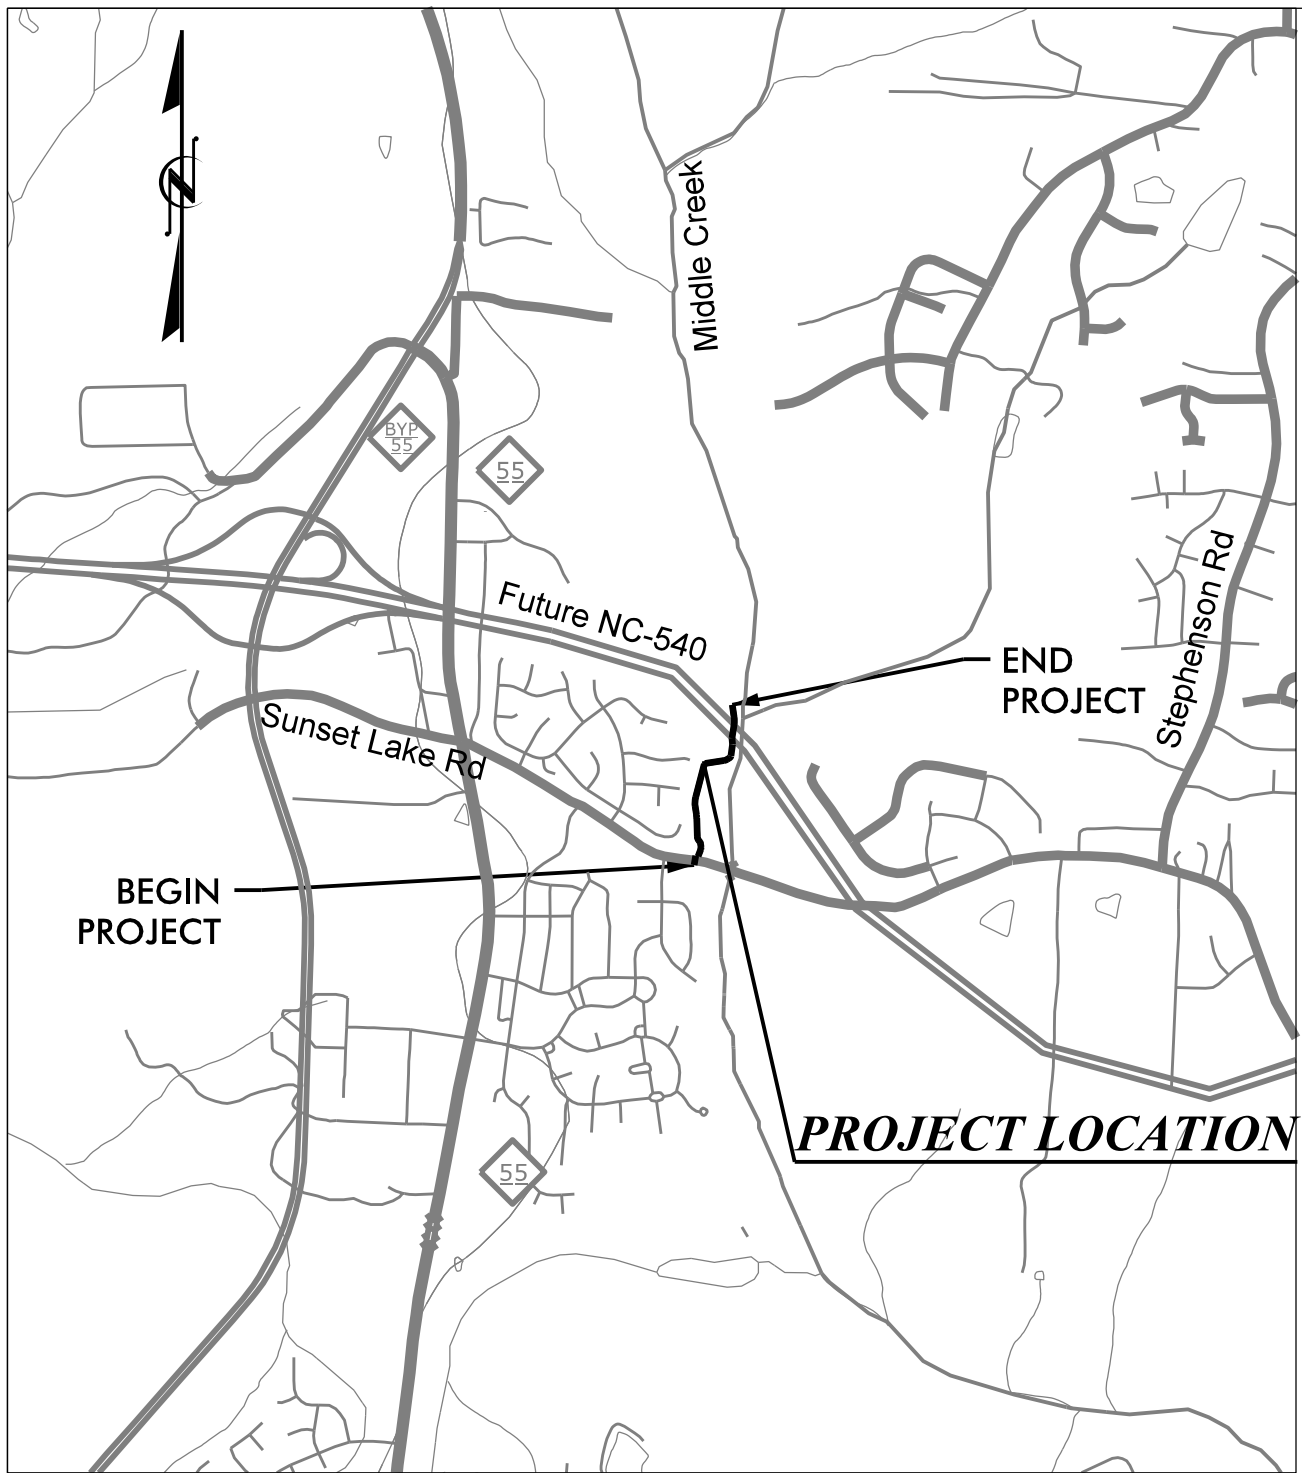 N
Middle Creek
BYP
55
55
Future NC-540
Stephenson Rd
END
PROJECT
Sunset Lake Rd
BEGIN
PROJECT
PROJECT LOCATION
55